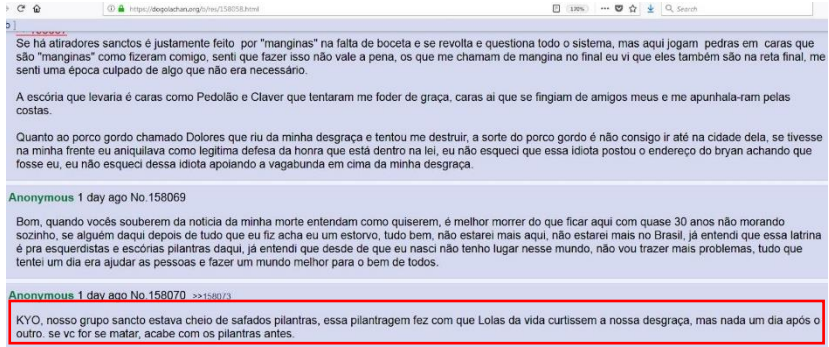 https://dogolachan.org/b/res/158058.html
130%
Search
Se há atiradores sanctos é justamente feito por "manginas" na falta de boceta e se revolta e questiona todo o sistema, mas aqui jogam pedras em caras que
são "manginas" como fizeram comigo, senti que fazer isso não vale a pena, os que me chamam de mangina no final eu vi que eles também são na reta final, me
senti uma época culpado de algo que não era necessário.
A escória que levaria é caras como Pedolão e Claver que tentaram me foder de graça, caras ai que se fingiam de amigos meus e me apunhala-ram pelas
costas.
Quanto ao porco gordo chamado Dolores que riu da minha desgraça e tentou me destruir, a sorte do porco gordo é não consigo ir até na cidade dela, se tivesse
na minha frente eu aniquilava como legitima defesa da honra que está dentro na lei, eu não esqueci que essa idiota postou o endereço do bryan achando que
fosse eu, eu não esqueci dessa idiota apoiando a vagabunda em cima da minha desgraça.
Anonymous 1 day ago No.158069
Bom, quando vocês souberem da noticia da minha morte entendam como quiserem, é melhor morrer do que ficar aqui com quase 30 anos não morando
sozinho, se alguém daqui depois de tudo que eu fiz acha eu um estorvo, tudo bem, não estarei mais aqui, não estarei mais no Brasil, já entendi que essa latrina
é pra esquerdistas e escórias pilantras daqui, já entendi que desde de que eu nasci não tenho lugar nesse mundo, não vou trazer mais problemas, tudo que
tentei um dia era ajudar as pessoas e fazer um mundo melhor para o bem de todos.
Anonymous 1 day ago No.158070 >>158073
KYO, nosso grupo sancto estava cheio de safados pilantras, essa pilantragem fez com que Lolas da vida curtissem a nossa desgraça, mas nada um dia após o
outro. se vc for se matar, acabe com os pilantras antes.